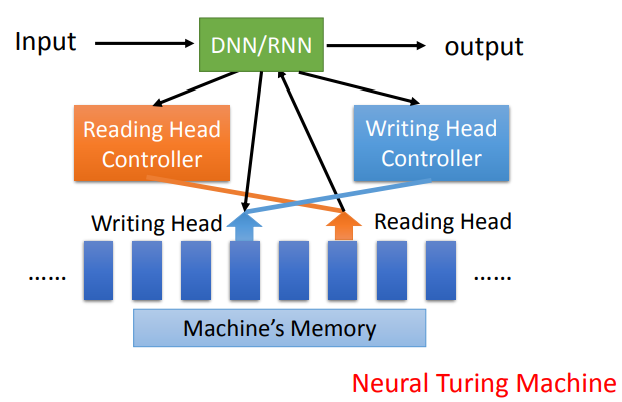 Input
DNN/RNN
output
Reading Head
Controller
Writing Head
Controller
Writing Head
Reading Head
……
……
Machine’s Memory
Neural Turing Machine